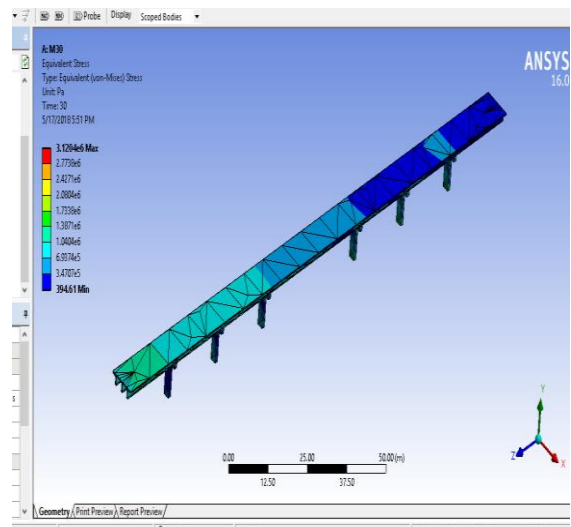 Probe Display Scoped Bodies
A: M30
Equivalent Stress
Type: Equivalent (von-Mises) Stress
Unit: Pa
Time: 30
5/17/2018 5:51 PM
ANSYS
16.0
3.1204e6 Max
2.7738e6
2.4271e6
2.0804e6
1.7338e6
1.3871e6
1.0404e6
6.9374e5
3.4707e5
394.61 Min
Y
Z
X
0.00 25.00 50.00 (m)
12.50 37.50
Geometry Print Preview Report Preview